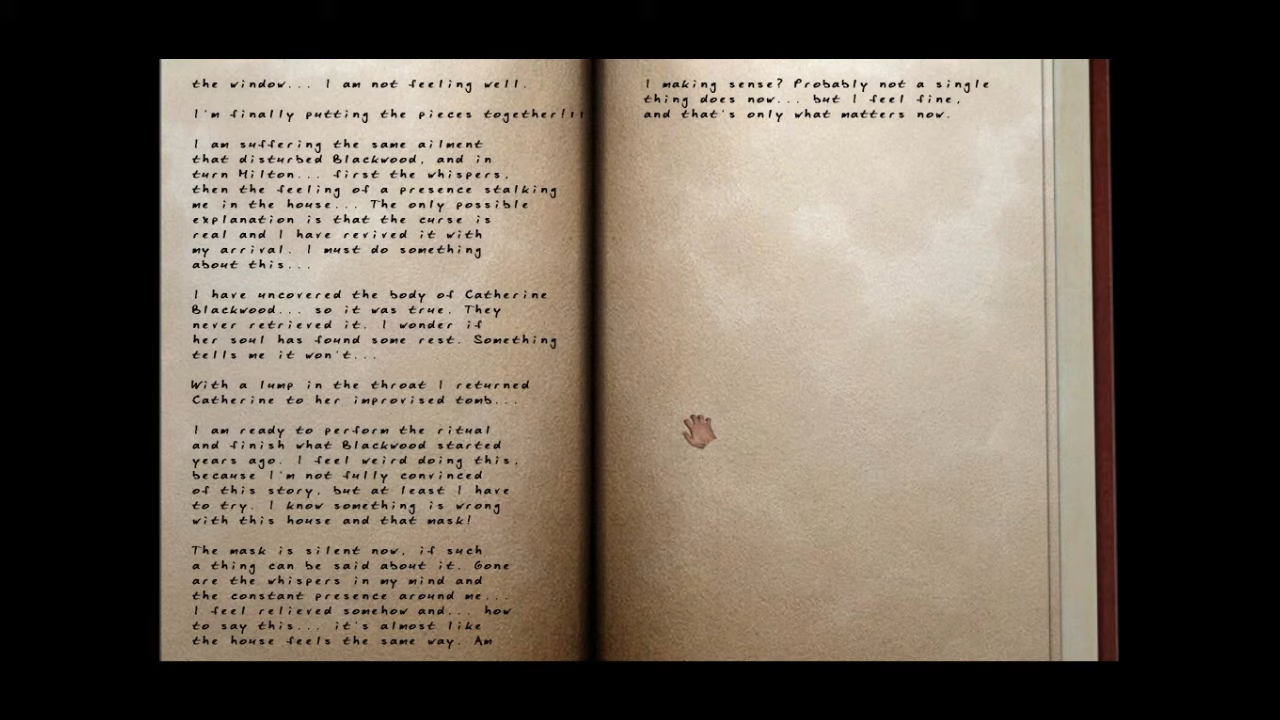 the window... I am not feeling well.
I'm finally putting the pieces together!!!
I am suffering the same ailment
that disturbed Blackwood, and in
turn Milton... first the whispers,
then the feeling of a presence stalking
me in the house... The only possible
explanation is that the curse is
real and I have revived it with
my arrival. I must do something
about this...
I have uncovered the body of Catherine
Blackwood... so it was true. They
never retrieved it. I wonder if
her soul has found some rest. Something
tells me it won't...
With a lump in the throat I returned
Catherine to her improvised tomb...
I am ready to perform the ritual
and finish what Blackwood started
years ago. I feel weird doing this,
because I'm not fully convinced
of this story, but at least I have
to try. I know something is wrong
with this house and that mask!
The mask is silent now, if such
a thing can be said about it. Gone
are the whispers in my mind and
the constant presence around me...
I feel relieved somehow and... how
to say this... it's almost like
the house feels the same way. Am
I making sense? Probably not a single
thing does now... but I feel fine,
and that's only what matters now.